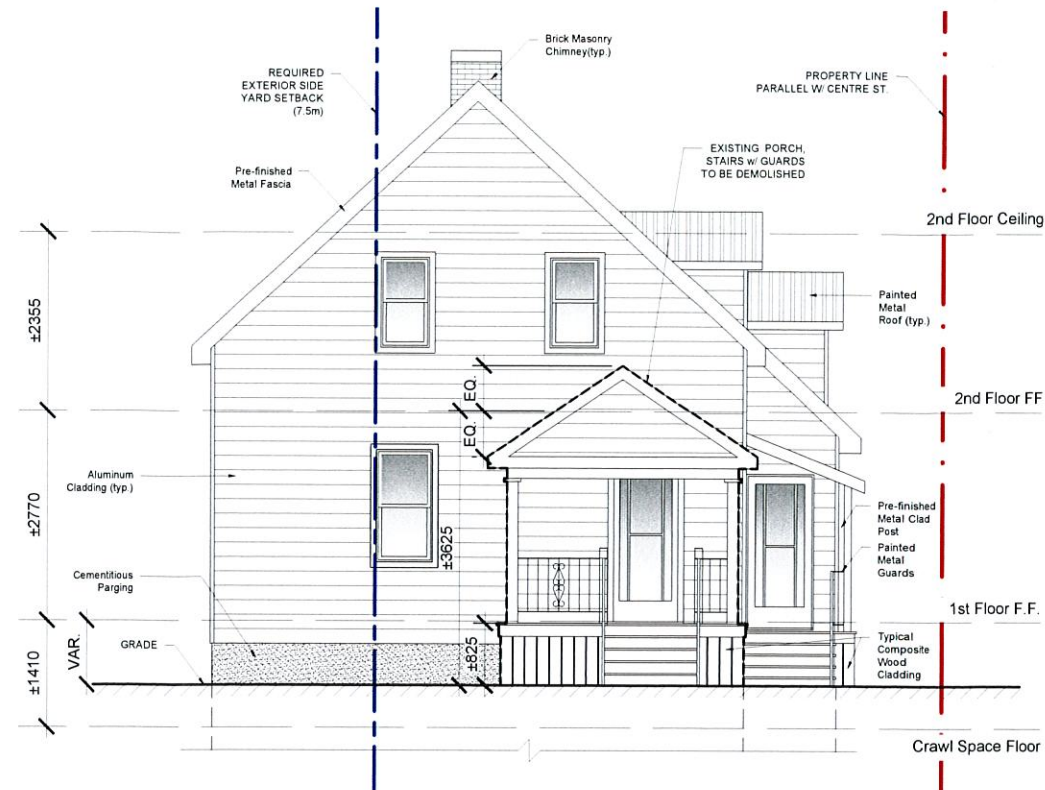 Brick Masonry
Chimney(typ.)
REQUIRED
EXTERIOR SIDE
YARD SETBACK
(7.5m)
PROPERTY LINE
PARALLEL W/ CENTRE ST.
EXISTING PORCH,
STAIRS w/ GUARDS
TO BE DEMOLISHED
Pre-finished
Metal Fascia
2nd Floor Ceiling
±2355
Painted
Metal
Roof (typ.)
EQ.
2nd Floor FF
EQ.
Aluminum
Cladding (typ.)
±2770
±3625
Pre-finished
Metal Clad
Post
Painted
Metal
Guards
Cementitious
Parging
1st Floor F.F.
VAR.
GRADE
±825
±1410
Typical
Composite
Wood
Cladding
Crawl Space Floor